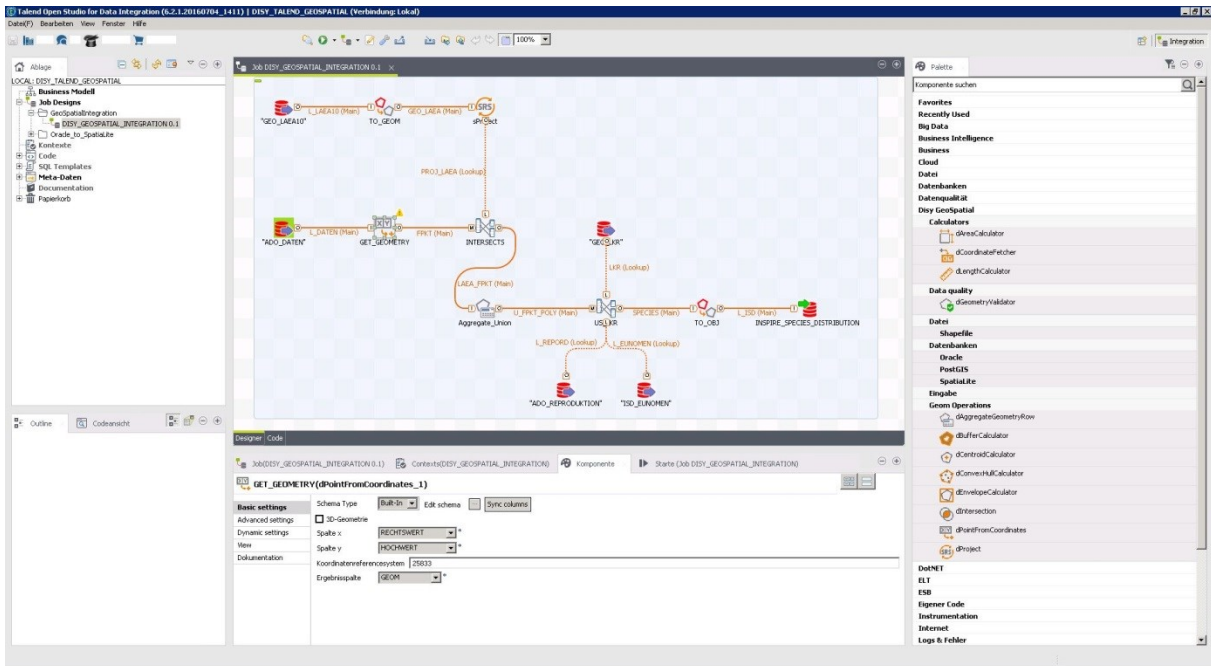 Talend Open Studio for Data Integration (6.2.1.20160704_1411) | DISY_TALEND_GEOSPATIAL (Verbindung: Lokal)
Datei(F) Bearbeiten View Fenster Hilfe
100%
Integration
Ablage
LOCAL: DISY_TALEND_GEOSPATIAL
Business Modell
Job Designs
GeoSpatialIntegration
DISY_GEOSPATIAL_INTEGRATION 0.1
Oracle_to_SpatiaLite
Kontexte
Code
SQL Templates
Meta-Daten
Documentation
Papierkorb
Outline
Codeansicht
Job DISY_GEOSPATIAL_INTEGRATION 0.1
"GEO_LAEA10"
L_LAEA10 (Main)
TO_GEOM
GEO_LAEA (Main)
SRS
PROJ_LAEA (Lookup)
"ADO_DATEN"
L_DATEN (Main)
GET_GEOMETRY
FPKT (Main)
INTERSECTS
LKR (Lookup)
LAEA_FPKT (Main)
Aggregate_Union
U_FPKT_POLY (Main)
SPECIES (Main)
TO_OBJ
L_ISD (Main)
INSPIRE_SPECIES_DISTRIBUTION
L_REPORD (Lookup)
L_EUNOMEN (Lookup)
"ADO_REPRODUKTION"
"ISD_EUNOMEN"
Designer Code
Job(DISY_GEOSPATIAL_INTEGRATION 0.1)
Contexts(DISY_GEOSPATIAL_INTEGRATION)
Komponente
Starte (Job DISY_GEOSPATIAL_INTEGRATION)
GET_GEOMETRY(dPointFromCoordinates_1)
Basic settings
Advanced settings
Dynamic settings
View
Dokumentation
Schema Type Built-In Edit schema Sync columns
3D-Geometrie
Spalte x RECHTSWERT *
Spalte y HOCHWERT *
Koordinatenreferencesystem 25833
Ergebnisspalte GEOM *
Palette
Komponente suchen
Favorites
Recently Used
Big Data
Business Intelligence
Business
Cloud
Datei
Datenbanken
Datenqualität
Disy GeoSpatial
Calculators
dAreaCalculator
dCoordinateFetcher
dLengthCalculator
Data quality
dGeometryValidator
Datei
Shapefile
Datenbanken
Oracle
PostGIS
SpatiaLite
Eingabe
Geom Operations
dAggregateGeometryRow
dBufferCalculator
dCentroidCalculator
dConvexHullCalculator
dEnvelopeCalculator
dIntersection
dPointFromCoordinates
dProject
DotNET
ELT
ESB
Eigener Code
Instrumentation
Internet
Logs & Fehler